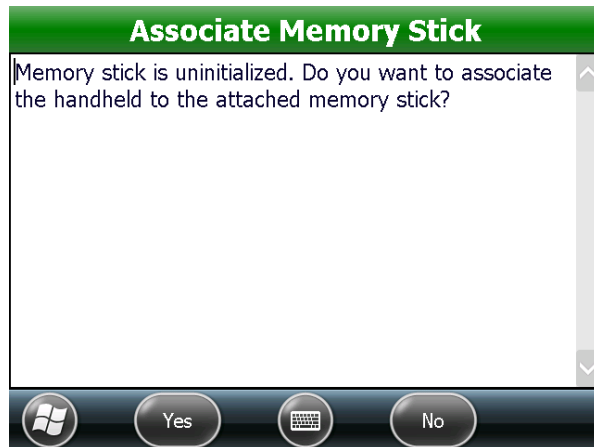 Associate Memory Stick
Memory stick is uninitialized. Do you want to associate
the handheld to the attached memory stick?
Yes
No